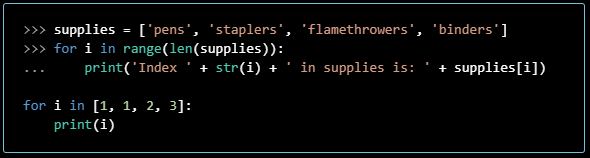 >>> supplies = ['pens', 'staplers', 'flamethrowers', 'binders']
>>> for i in range(len(supplies)):
...     print('Index ' + str(i) + ' in supplies is: ' + supplies[i])

for i in [1, 1, 2, 3]:
    print(i)